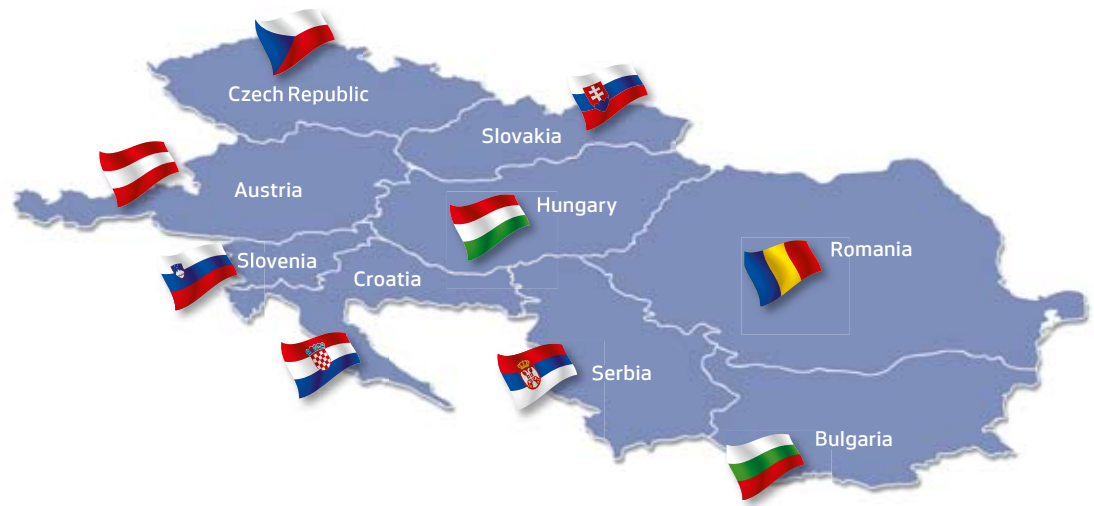 Czech Republic
Slovakia
Austria
Hungary
Romania
Slovenia
Croatia
Serbia
Bulgaria